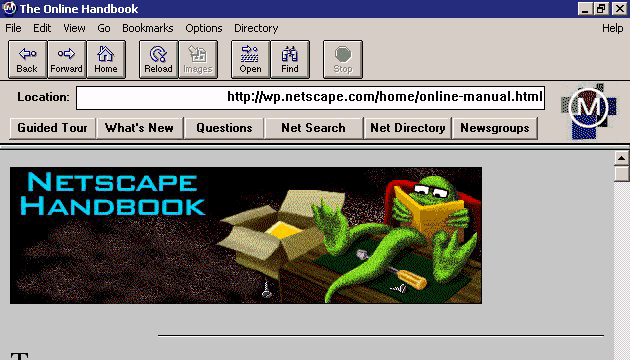 The Online Handbook
File Edit View Go Bookmarks Options Directory Help
Back Forward Home Reload Images Open Find Stop
Location: http://wp.netscape.com/home/online-manual.html
M
Guided Tour What's New Questions Net Search Net Directory Newsgroups
NETSCAPE
HANDBOOK